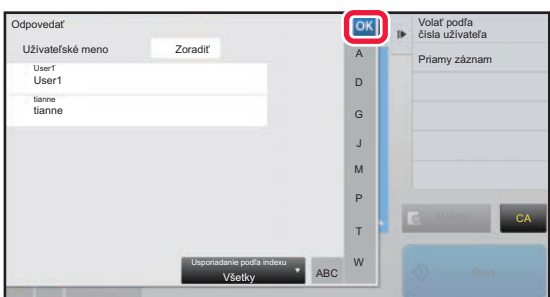 Odpovedať
OK
Volať podľa
čísla užívateľa
Užívateľské meno
Zoradiť
A
Priamy záznam
User1
User1
D
tianne
tianne
G
J
M
P
CA
T
Usporiadanie podľa indexu
Všetky
ABC
W
Start